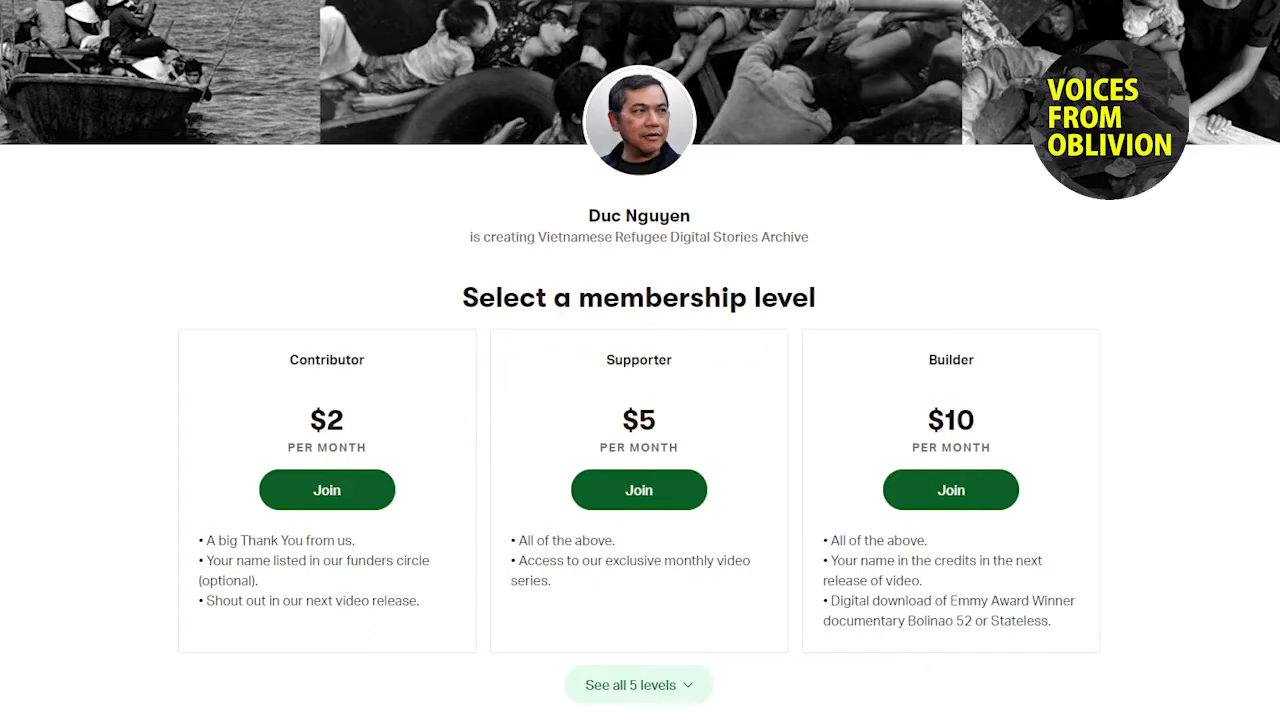 VOICES
FROM
OBLIVION
Duc Nguyen
is creating Vietnamese Refugee Digital Stories Archive
Select a membership level
Contributor
$2
PER MONTH
Join
• A big Thank You from us.
• Your name listed in our funders circle
(optional).
• Shout out in our next video release.
Supporter
$5
PER MONTH
Join
• All of the above.
• Access to our exclusive monthly video
series.
Builder
$10
PER MONTH
Join
• All of the above.
• Your name in the credits in the next
release of video.
• Digital download of Emmy Award Winner
documentary Bolinao 52 or Stateless.
See all 5 levels